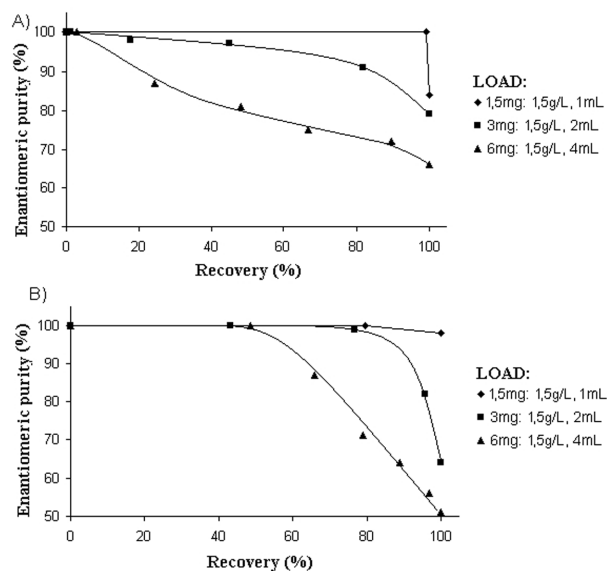 A)
Enantiomeric purity (%)
100
90
80
70
60
50
0
20
40
60
80
100
Recovery (%)
LOAD:
1,5mg: 1,5g/L, 1mL
3mg: 1,5g/L, 2mL
6mg: 1,5g/L, 4mL
B)
Enantiomeric purity (%)
100
90
80
70
60
50
0
20
40
60
80
100
Recovery (%)
LOAD:
1,5mg: 1,5g/L, 1mL
3mg: 1,5g/L, 2mL
6mg: 1,5g/L, 4mL